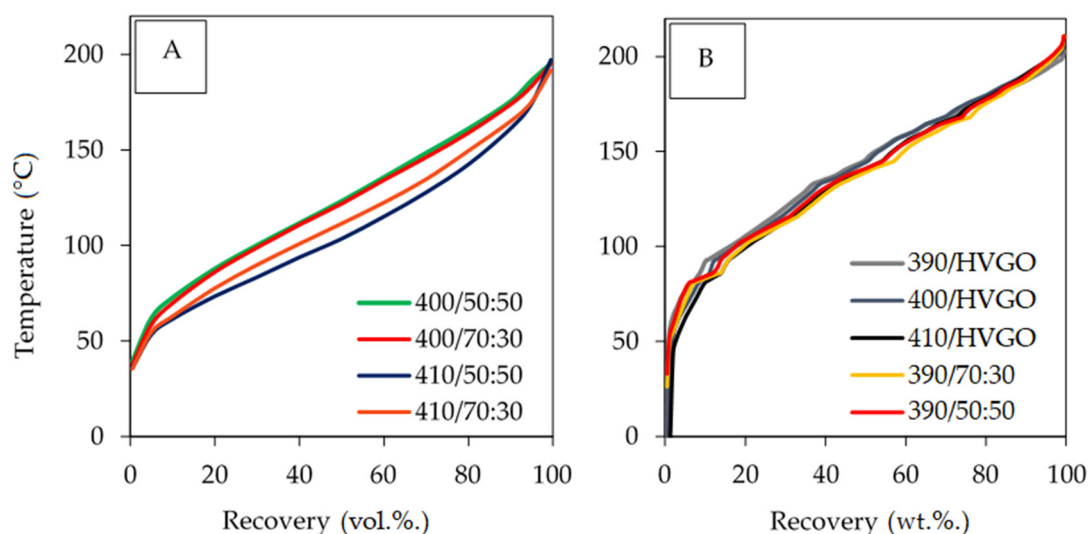 A
Temperature (°C)
200
150
100
50
0
400/50:50
400/70:30
410/50:50
410/70:30
0 20 40 60 80 100
Recovery (vol.%.)
B
200
150
100
50
0
390/HVGO
400/HVGO
410/HVGO
390/70:30
390/50:50
0 20 40 60 80 100
Recovery (wt.%.)